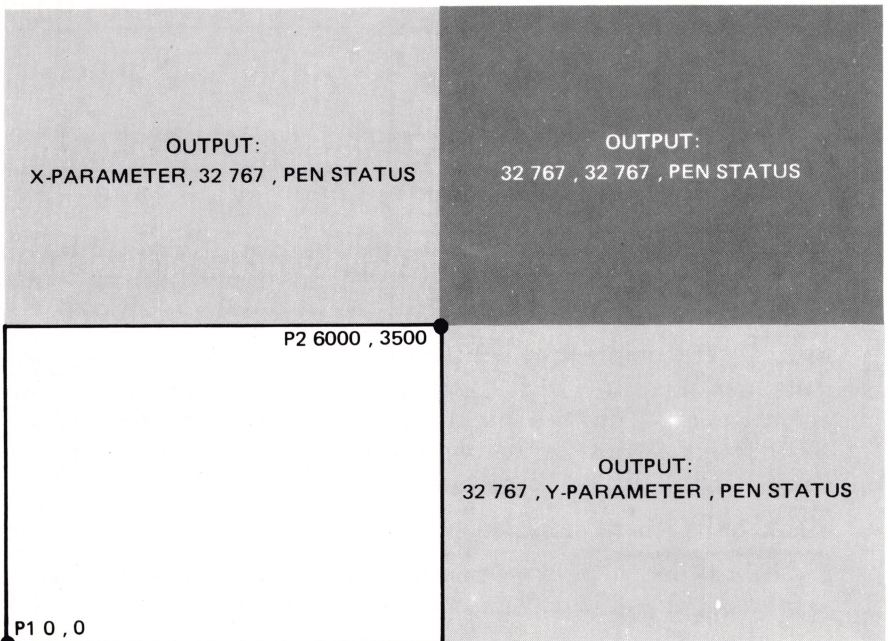 OUTPUT:
X-PARAMETER, 32 767 , PEN STATUS
OUTPUT:
32 767 , 32 767 , PEN STATUS
P2 6000 , 3500
OUTPUT:
32 767 , Y-PARAMETER , PEN STATUS
P1 0 , 0